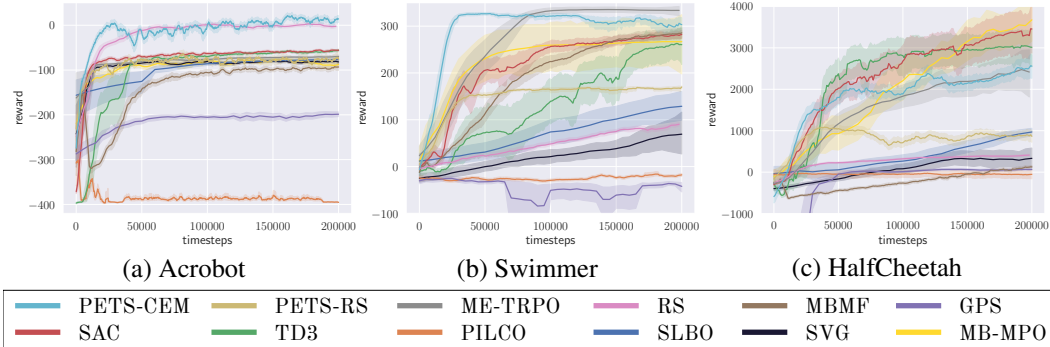 0
−100
−200
−300
−400
reward
0
50000
100000
150000
200000
timesteps
(a) Acrobot
300
200
100
0
−100
reward
0
50000
100000
150000
200000
timesteps
(b) Swimmer
4000
3000
2000
1000
0
−1000
reward
0
50000
100000
150000
200000
timesteps
(c) HalfCheetah
PETS-CEM PETS-RS ME-TRPO RS MBMF GPS
SAC TD3 PILCO SLBO SVG MB-MPO